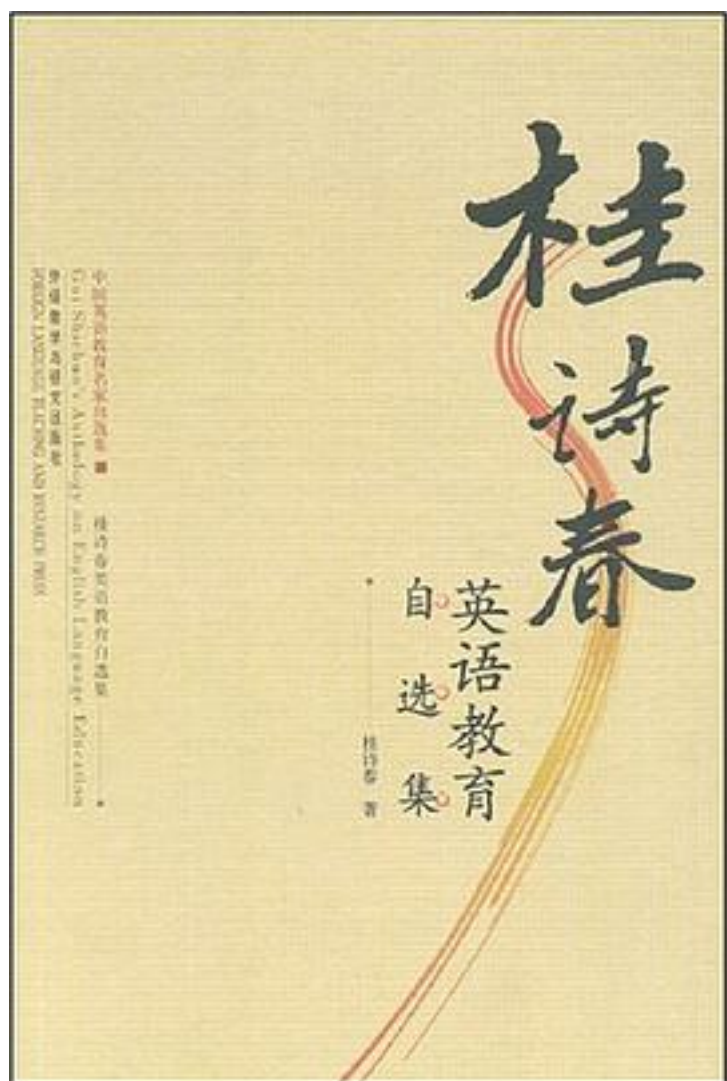 桂诗春
英语教育
自选集
桂诗春 著
中国英语教育名家自选集
桂诗春英语教育自选集
Gui Shichun's Anthology on English Language Education
外语教学与研究出版社
FOREIGN LANGUAGE TEACHING AND RESEARCH PRESS